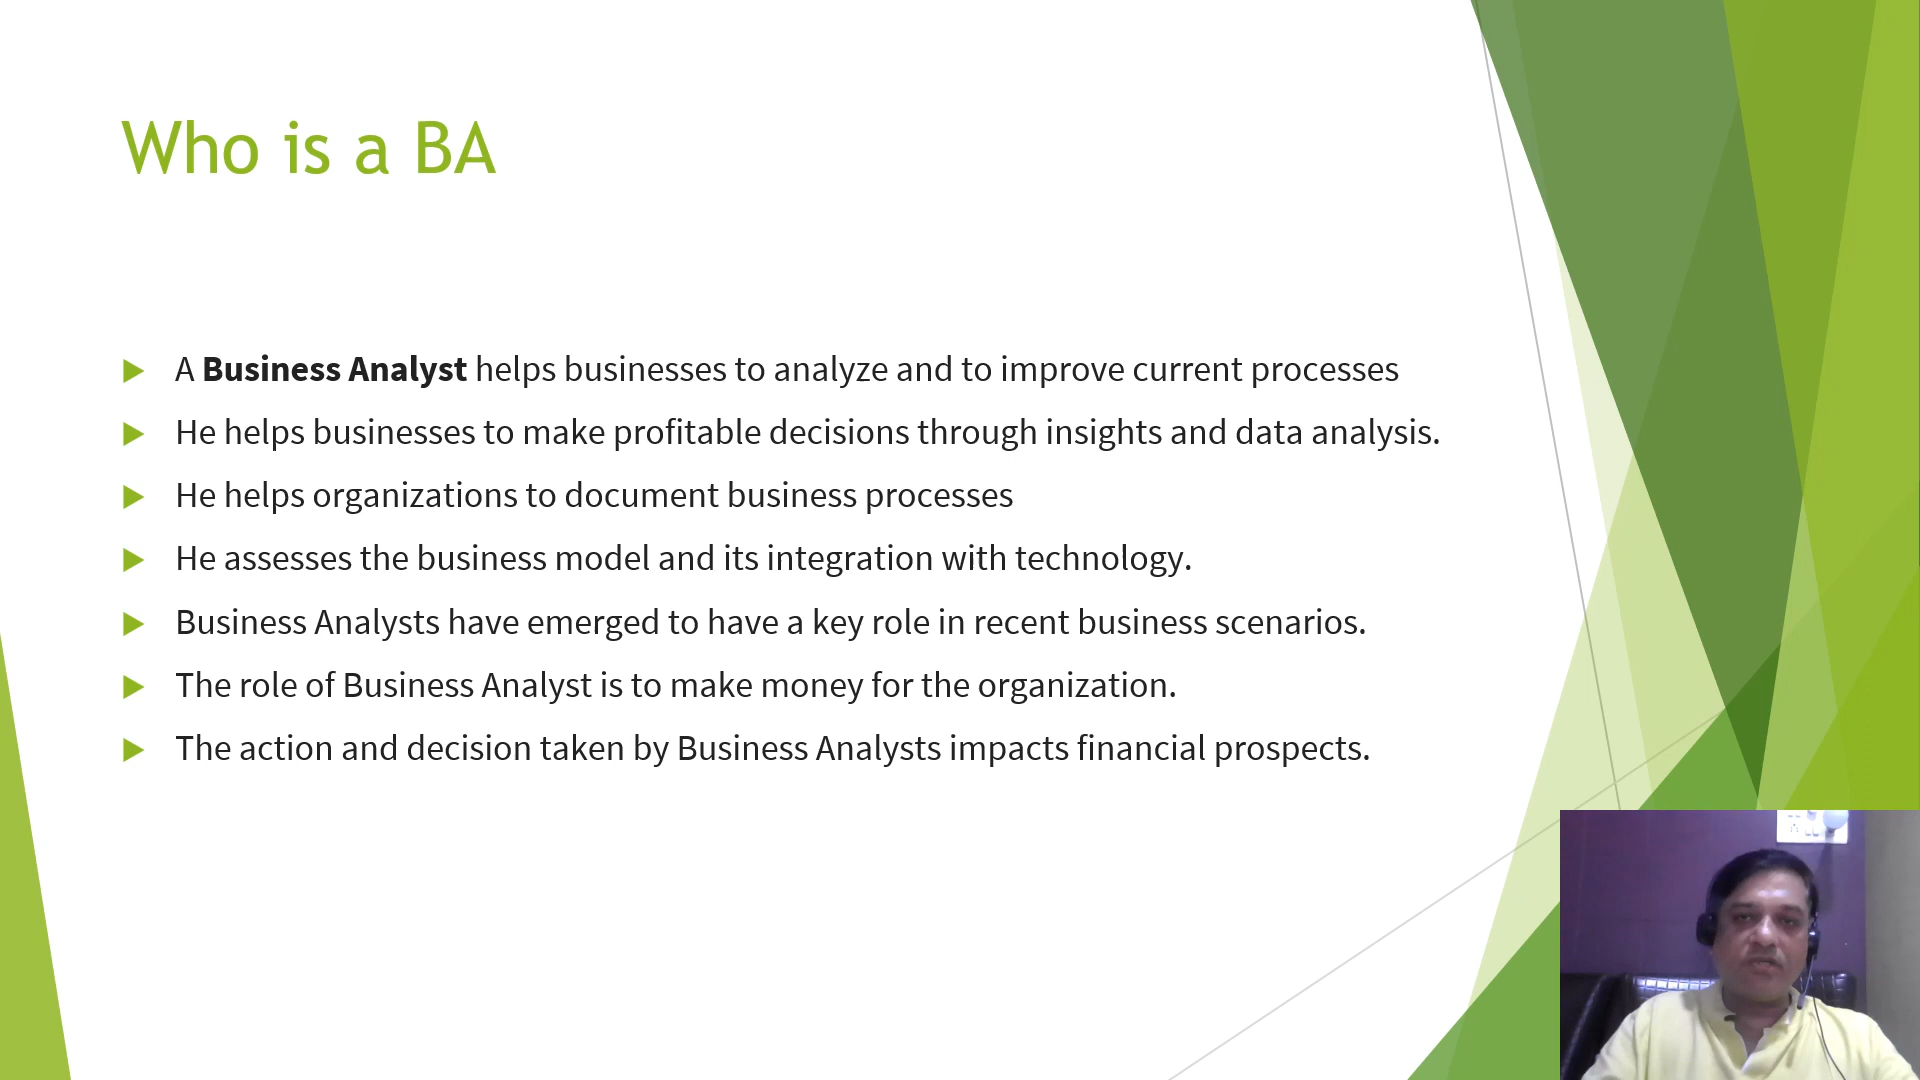 Who is a BA
A Business Analyst helps businesses to analyze and to improve current processes
He helps businesses to make profitable decisions through insights and data analysis.
He helps organizations to document business processes
He assesses the business model and its integration with technology.
Business Analysts have emerged to have a key role in recent business scenarios.
The role of Business Analyst is to make money for the organization.
The action and decision taken by Business Analysts impacts financial prospects.